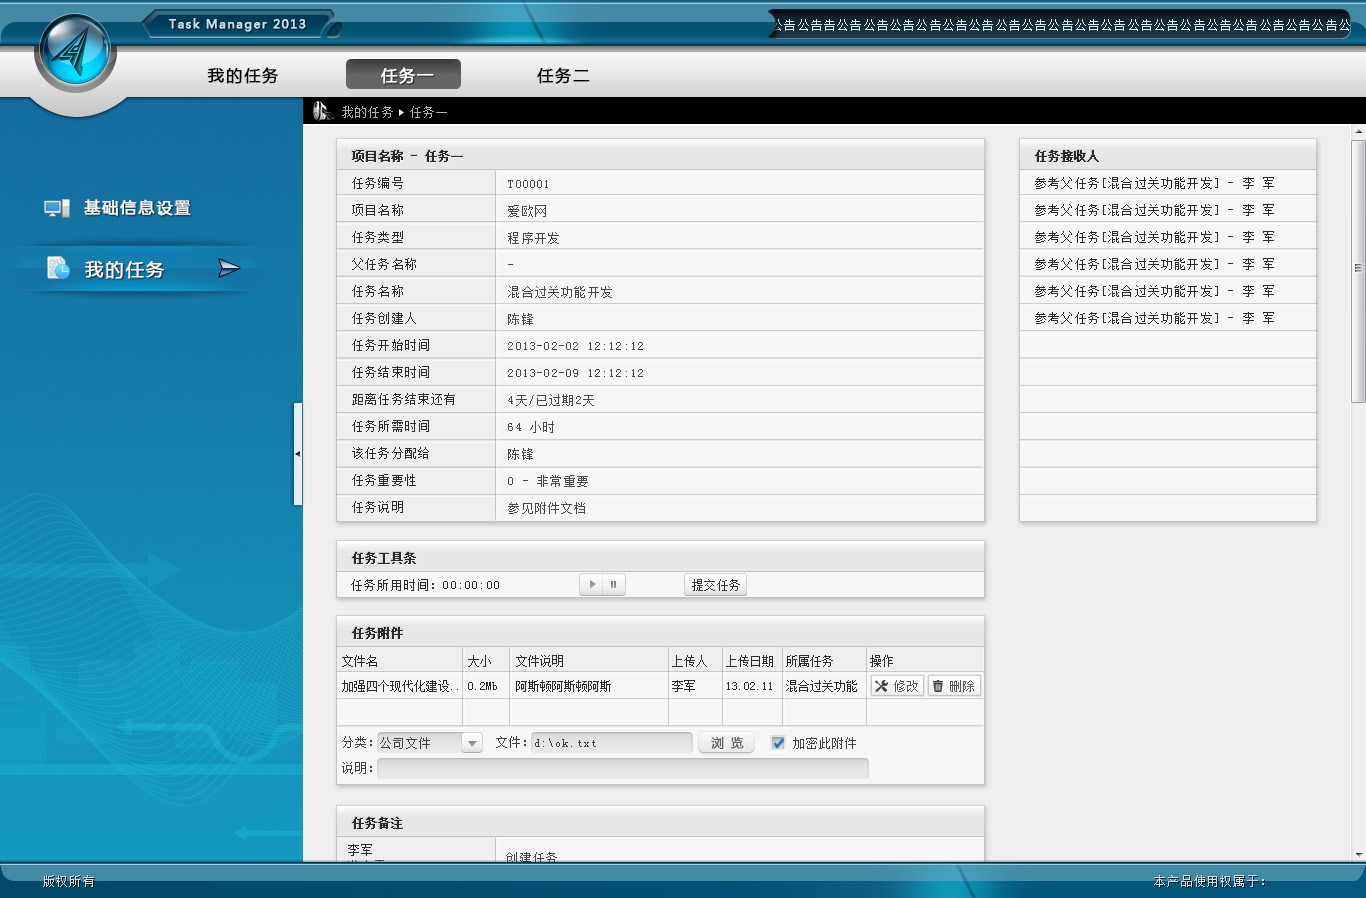 Task Manager 2013
公告公告公告公告公告公告公告公告公告公告公告公告公告公告公告公告公告公告公告公告公告公
我的任务 任务一 任务二
我的任务 任务一
基础信息设置
我的任务
项目名称 - 任务一
任务编号 T00001
项目名称 爱欧网
任务类型 程序开发
父任务名称 -
任务名称 混合过关功能开发
任务创建人 陈锋
任务开始时间 2013-02-02 12:12:12
任务结束时间 2013-02-09 12:12:12
距离任务结束还有 4天/已过期2天
任务所需时间 64 小时
该任务分配给 陈锋
任务重要性 0 - 非常重要
任务说明 参见附件文档
任务接收人
参考父任务[混合过关功能开发] - 李 军
参考父任务[混合过关功能开发] - 李 军
参考父任务[混合过关功能开发] - 李 军
参考父任务[混合过关功能开发] - 李 军
参考父任务[混合过关功能开发] - 李 军
参考父任务[混合过关功能开发] - 李 军
任务工具条
任务所用时间: 00:00:00 提交任务
任务附件
文件名 大小 文件说明 上传人 上传日期 所属任务 操作
加强四个现代化建设.. 0.2Mb 阿斯顿阿斯顿阿斯 李军 13.02.11 混合过关功能 修改 删除
分类: 公司文件 文件: d:\ok.txt 浏 览 加密此附件
说明:
任务备注
李军
创建任务
版权所有
本产品使用权属于: